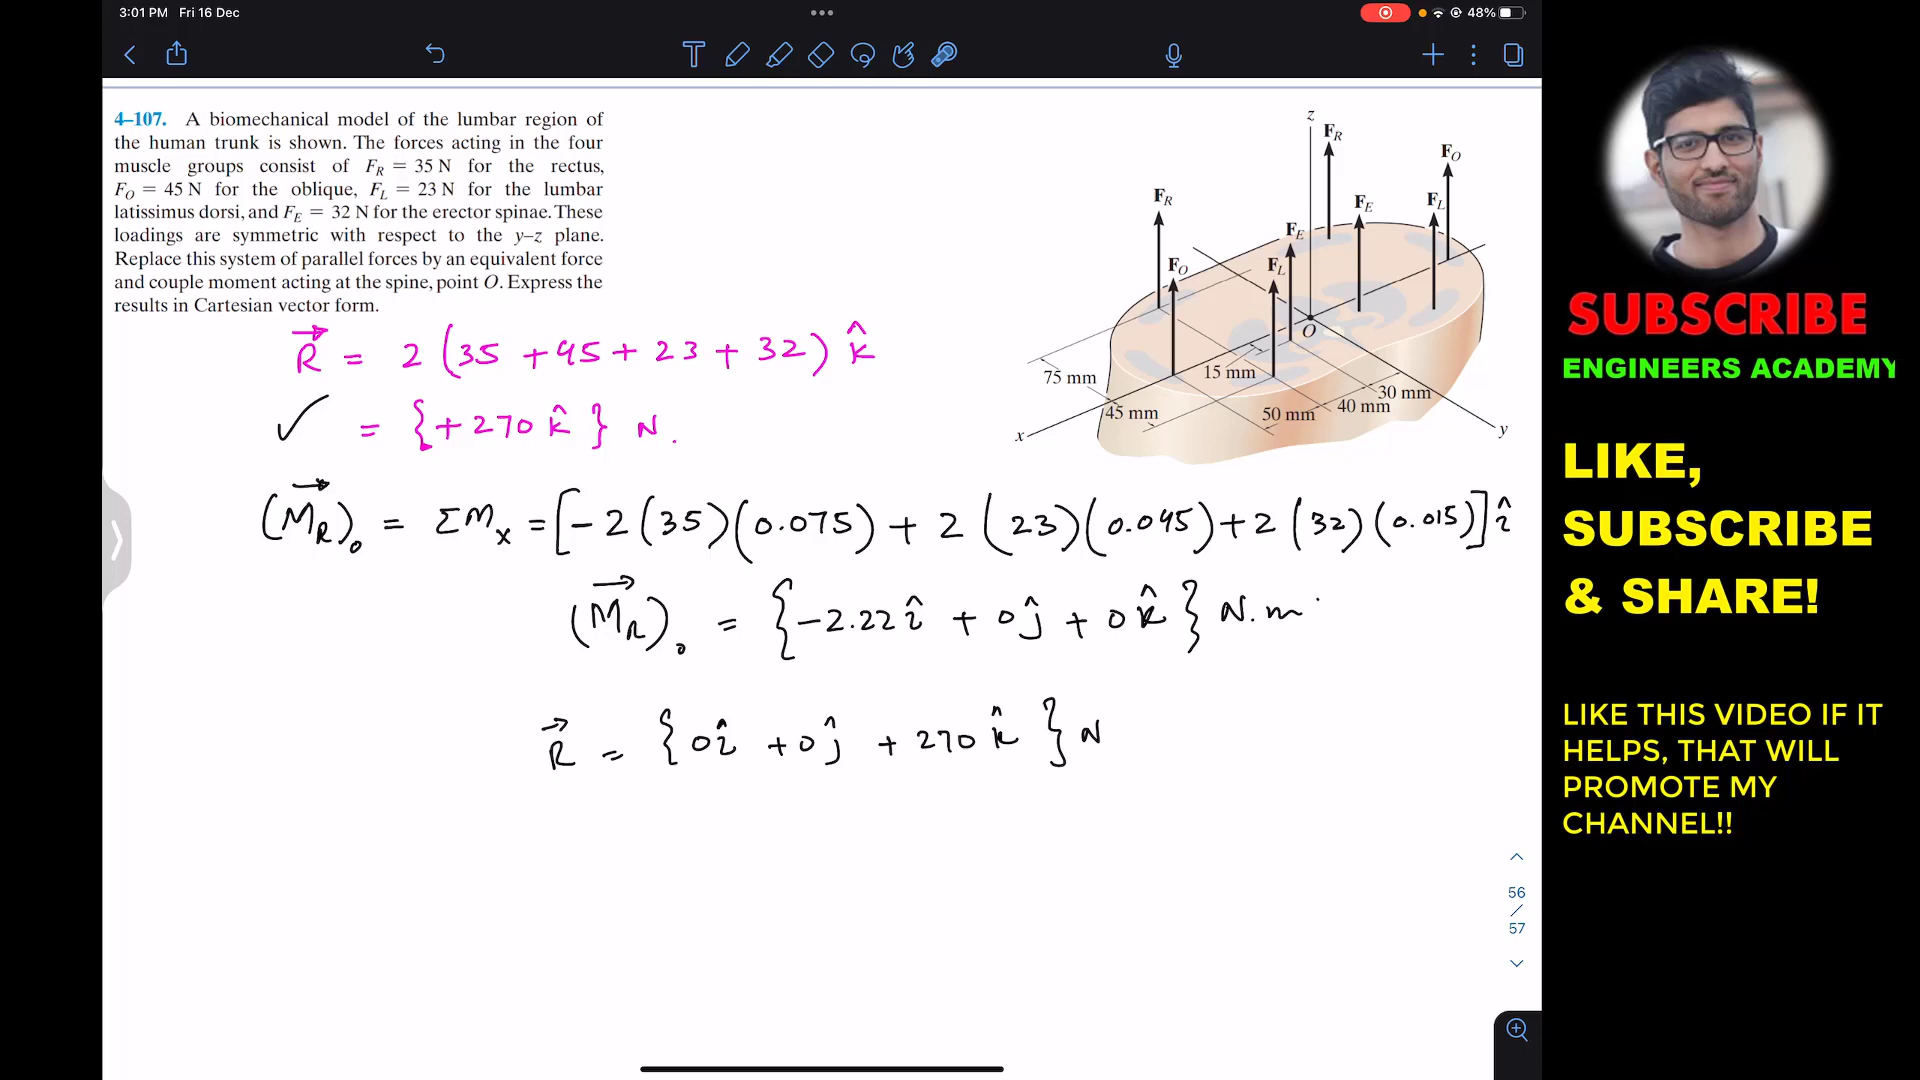 3:01 PM Fri 16 Dec
48%
4–107. A biomechanical model of the lumbar region of
the human trunk is shown. The forces acting in the four
muscle groups consist of F_R = 35 N for the rectus,
F_O = 45 N for the oblique, F_L = 23 N for the lumbar
latissimus dorsi, and F_E = 32 N for the erector spinae. These
loadings are symmetric with respect to the y–z plane.
Replace this system of parallel forces by an equivalent force
and couple moment acting at the spine, point O. Express the
results in Cartesian vector form.
z
F_R
F_O
F_R
F_E
F_L
F_E
F_O
F_L
O
75 mm
15 mm
45 mm
30 mm
40 mm
50 mm
x
y
R⃗ = 2 (35 + 45 + 23 + 32) k̂
= {+270 k̂} N.
(M⃗_R)_o = ΣM_x = [-2(35)(0.075) + 2(23)(0.045) + 2(32)(0.015)] î
(M⃗_R)_o = {-2.22 î + 0ĵ + 0k̂} N.m
R⃗ = {0î + 0ĵ + 270 k̂} N
56
/
57
SUBSCRIBE
ENGINEERS ACADEMY
LIKE,
SUBSCRIBE
& SHARE!
LIKE THIS VIDEO IF IT
HELPS, THAT WILL
PROMOTE MY
CHANNEL!!